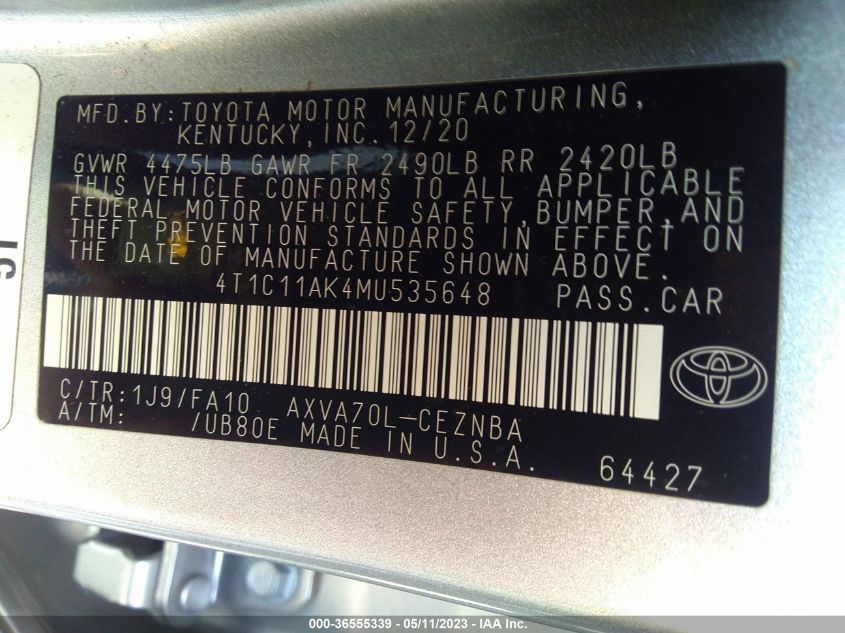 MFD.BY:TOYOTA MOTOR MANUFACTURING,
KENTUCKY,INC.12/20
GVWR 4475LB GAWR FR 2490LB RR 2420LB
THIS VEHICLE CONFORMS TO ALL APPLICABLE
FEDERAL MOTOR VEHICLE SAFETY,BUMPER,AND
THEFT PREVENTION STANDARDS IN EFFECT ON
THE DATE OF MANUFACTURE SHOWN ABOVE.
4T1C11AK4MU535648 PASS.CAR
C/TR:1J9/FA10 AXVA70L-CEZNBA
A/TM: /UB80E MADE IN U.S.A.
64427
000-36555339 - 05/11/2023 - IAA Inc.